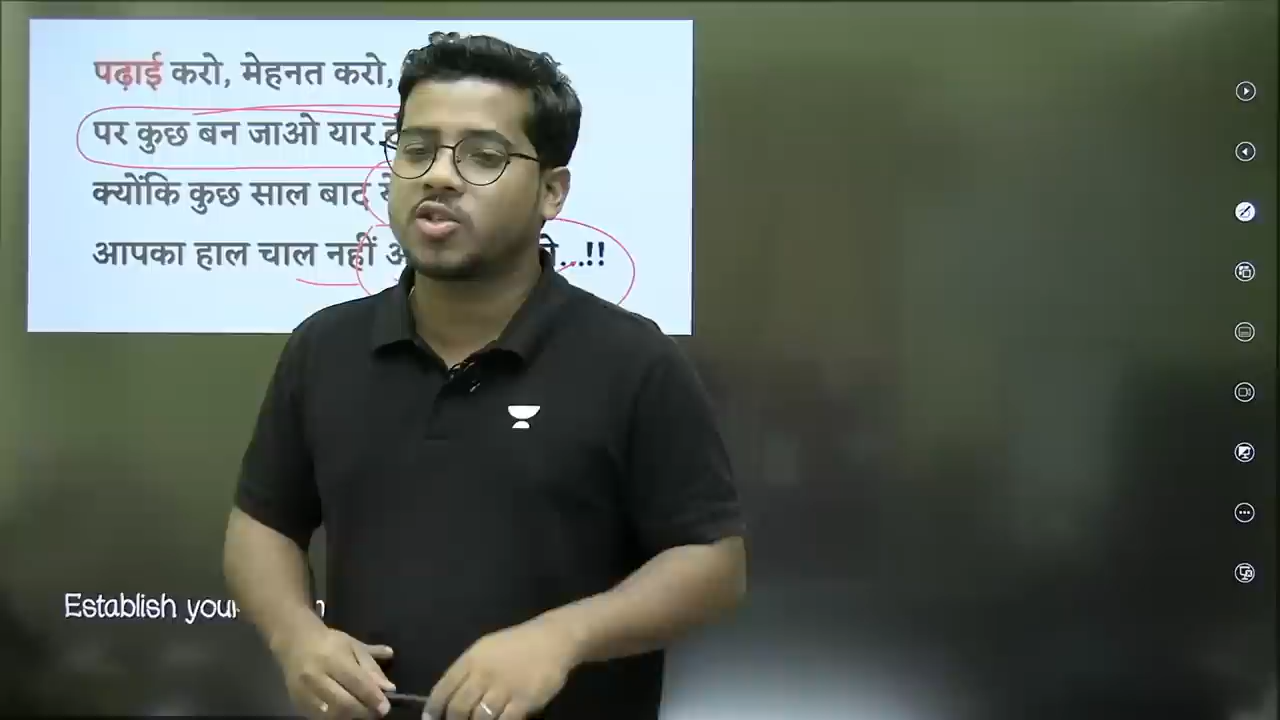 पढ़ाई करो, मेहनत करो,
पर कुछ बन जाओ यार
क्योंकि कुछ साल बाद
आपका हाल चाल नहीं ...!!
Establish your